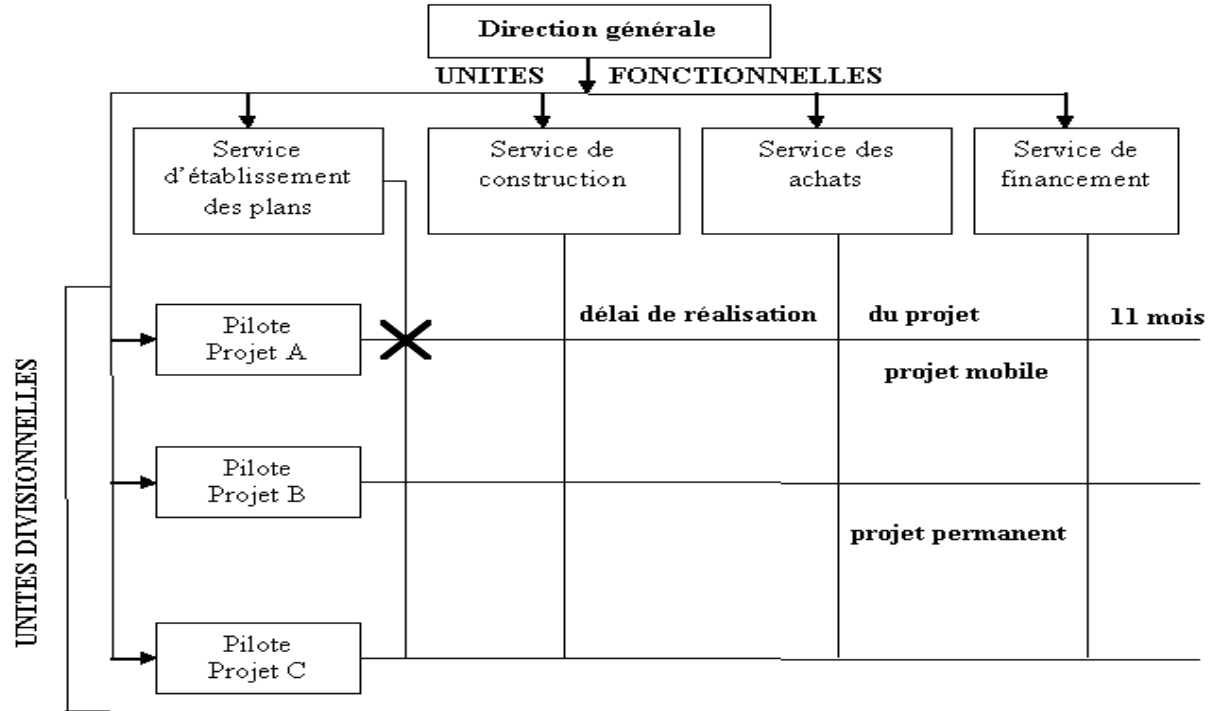 Direction générale
UNITES FONCTIONNELLES
Service
d'établissement
des plans
Service de
construction
Service des
achats
Service de
financement
UNITES DIVISIONNELLES
Pilote
Projet A
délai de réalisation du projet 11 mois
projet mobile
Pilote
Projet B
projet permanent
Pilote
Projet C